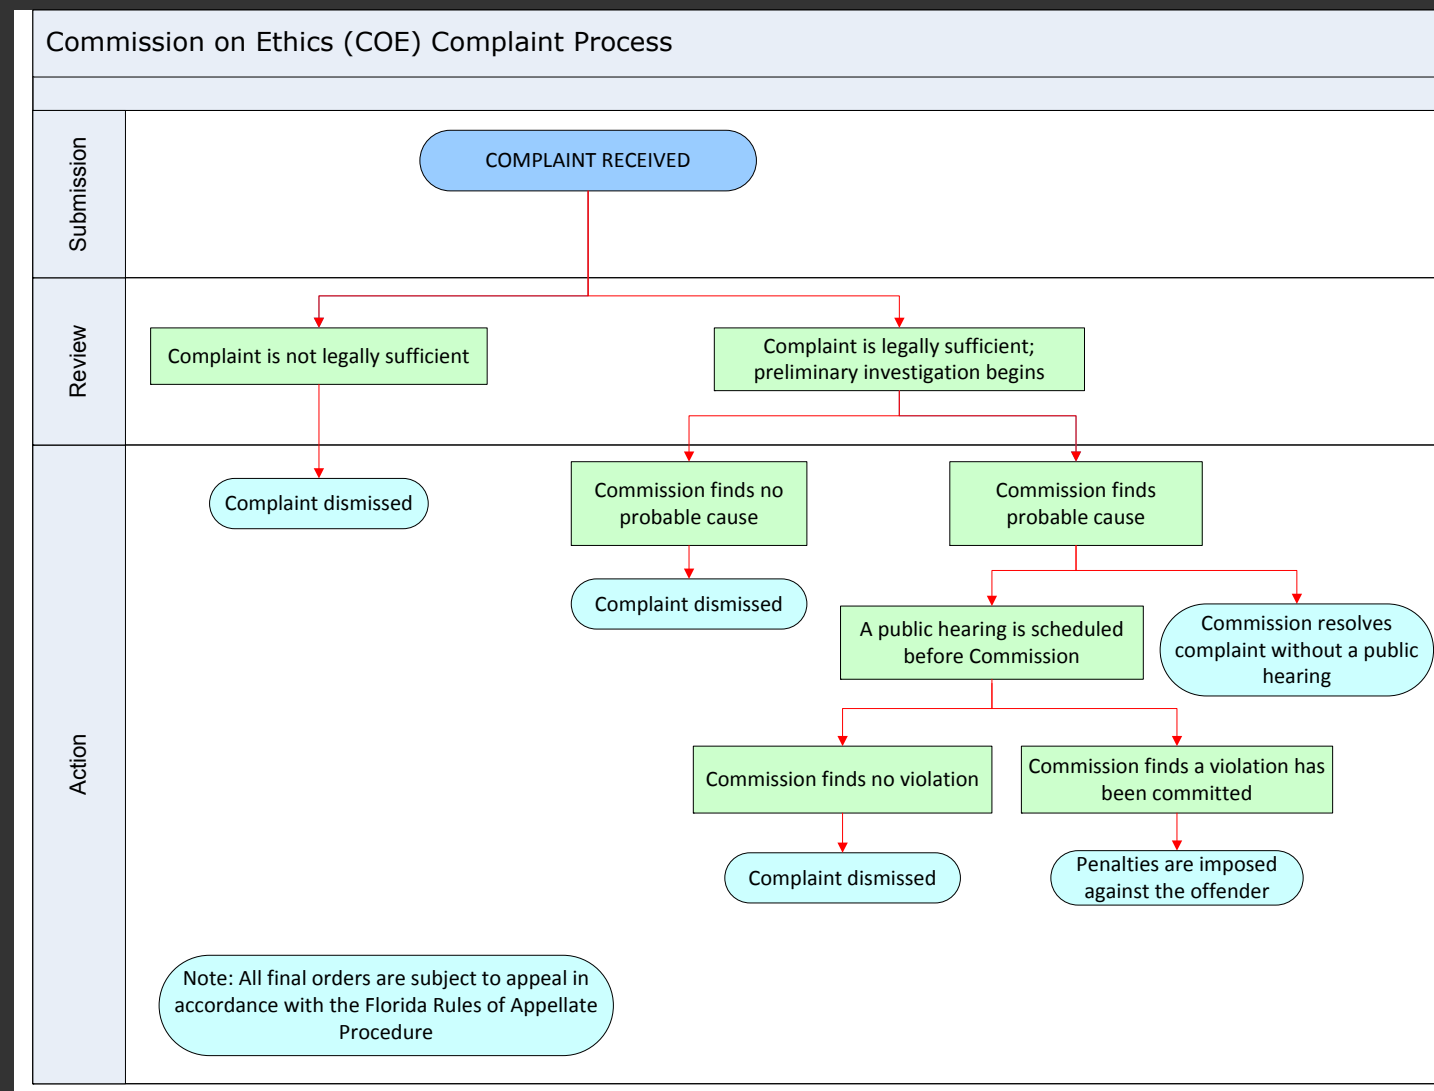 Commission on Ethics (COE) Complaint Process
Submission
COMPLAINT RECEIVED
Review
Complaint is not legally sufficient
Complaint is legally sufficient;
preliminary investigation begins
Action
Complaint dismissed
Commission finds no
probable cause
Commission finds
probable cause
Complaint dismissed
A public hearing is scheduled
before Commission
Commission resolves
complaint without a public
hearing
Commission finds no violation
Commission finds a violation has
been committed
Complaint dismissed
Penalties are imposed
against the offender
Note: All final orders are subject to appeal in
accordance with the Florida Rules of Appellate
Procedure